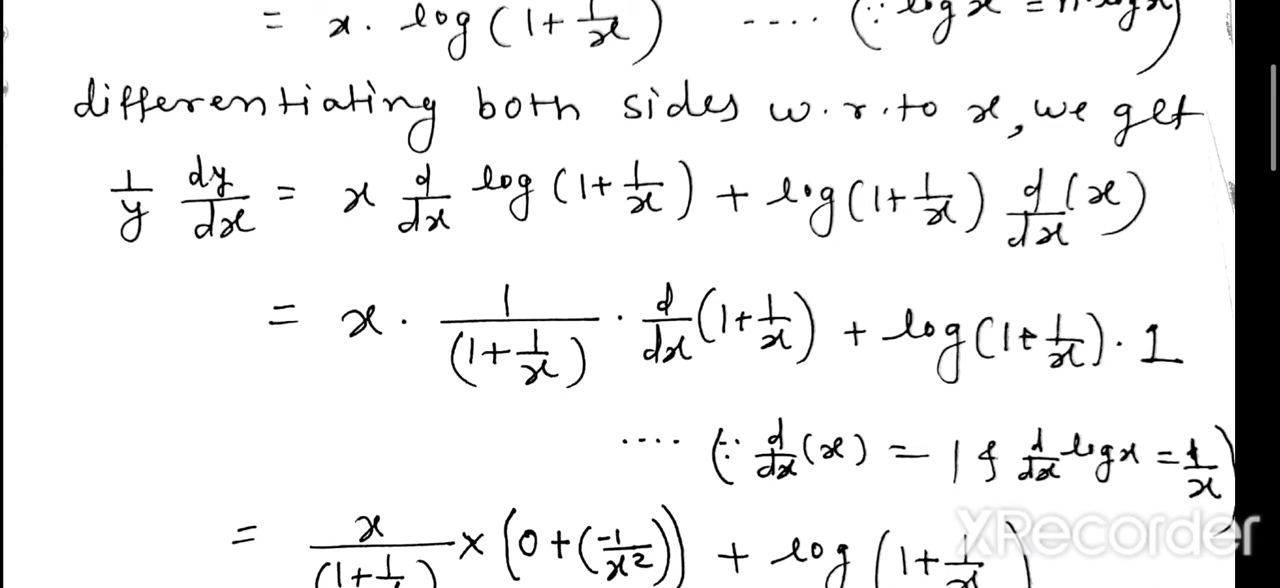 = x. log(1+1/x) .... (∵ log x = n log x)
differentiating both sides w.r.to x, we get
1/y dy/dx = x d/dx log(1+1/x) + log(1+1/x) d/dx(x)
= x. 1/(1+1/x) . d/dx(1+1/x) + log(1+1/x). 1
.... (∵ d/dx(x) = 1 & d/dx log x = 1/x)
= x/(1+1/x) × (0+(-1/x²)) + log(1+1/x)
XRecorder